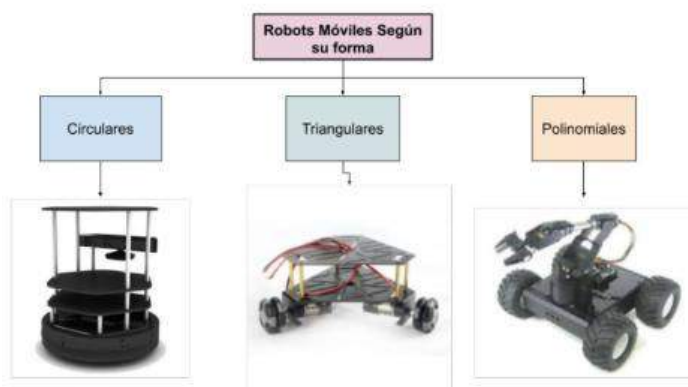 Robots Móviles Según
su forma
Circulares
Triangulares
Polinomiales